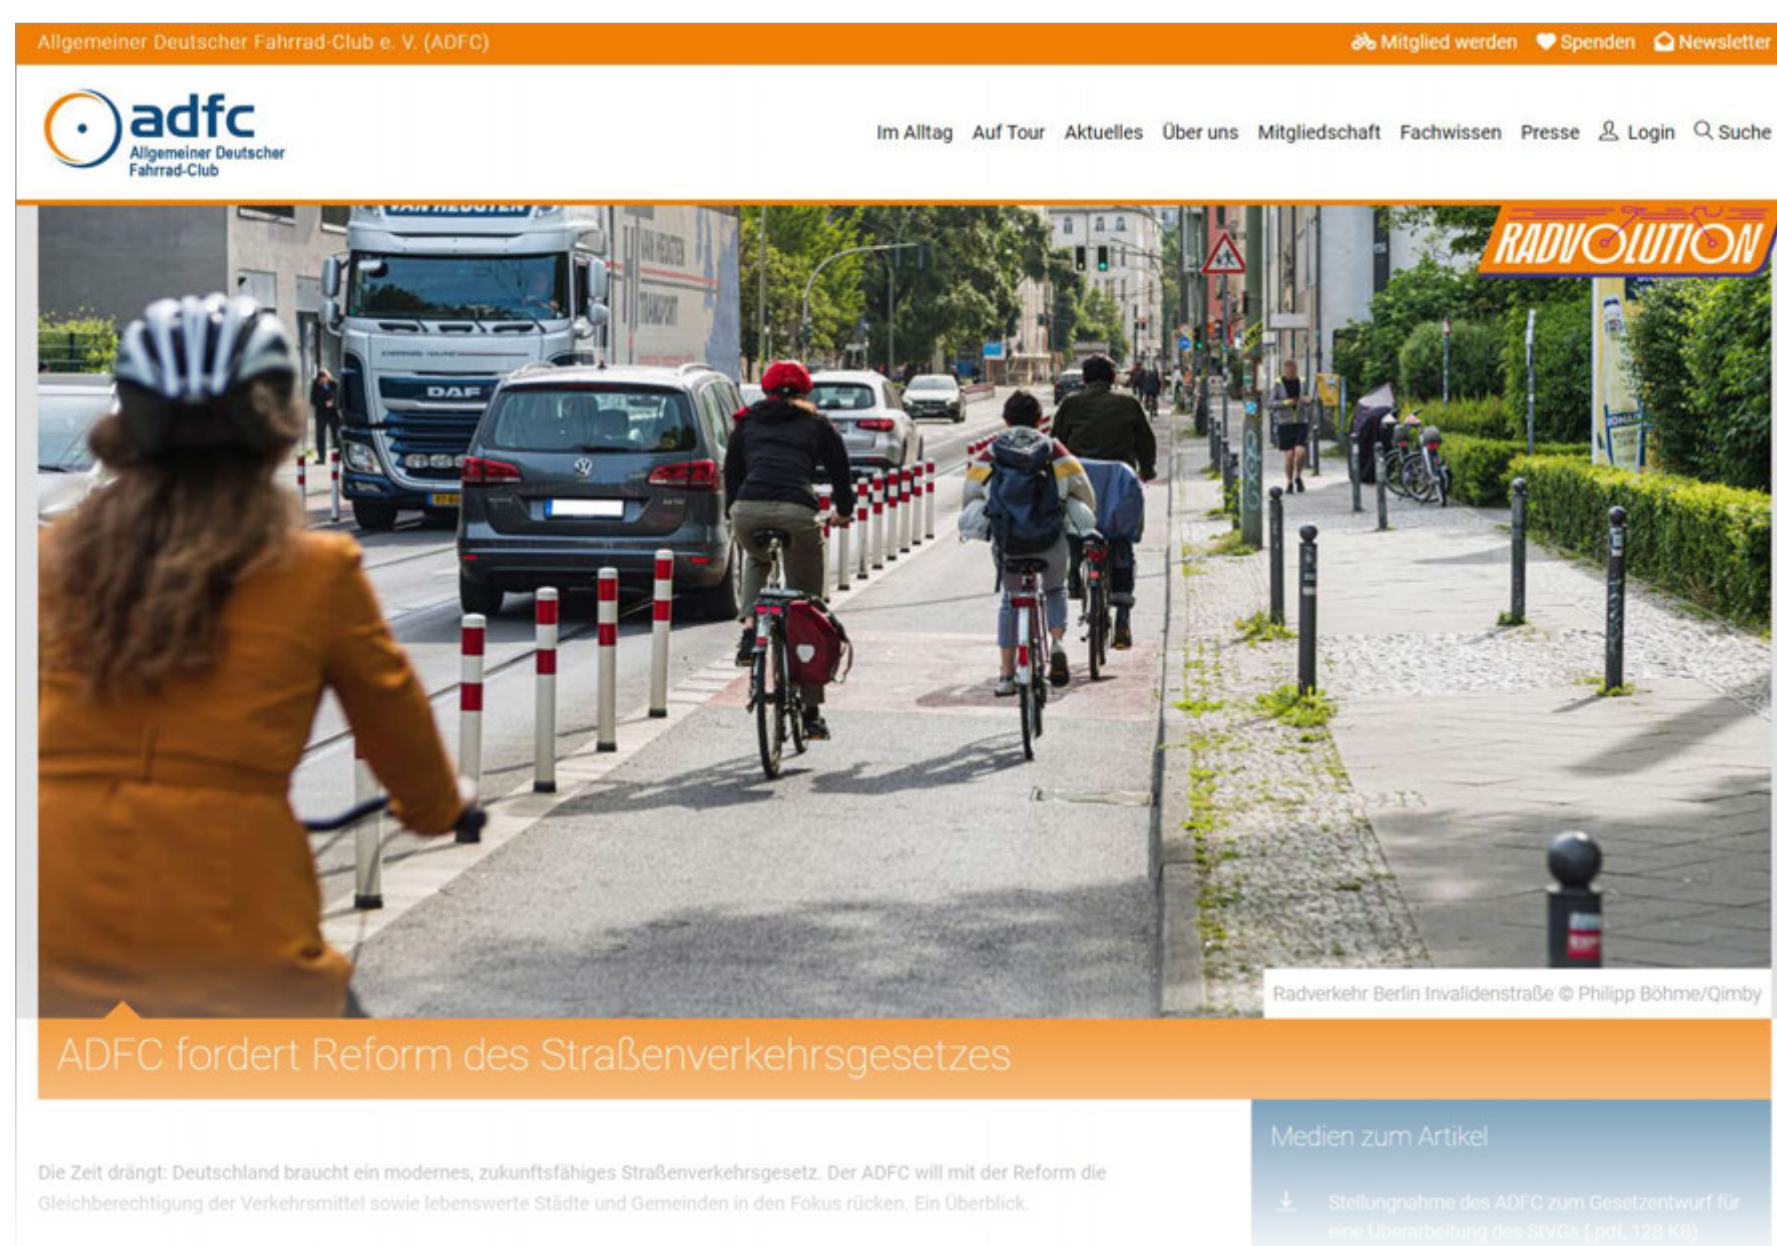 Allgemeiner Deutscher Fahrrad-Club e. V. (ADFC)
Mitglied werden Spenden Newsletter
adfc
Allgemeiner Deutscher
Fahrrad-Club
Im Alltag Auf Tour Aktuelles Über uns Mitgliedschaft Fachwissen Presse Login Suche
RADVOLUTION
VAN HEUGTEN
TRANSPORT
DAF
Radverkehr Berlin Invalidenstraße © Philipp Böhme/Qimby
ADFC fordert Reform des Straßenverkehrsgesetzes
Die Zeit drängt: Deutschland braucht ein modernes, zukunftsfähiges Straßenverkehrsgesetz. Der ADFC will mit der Reform die
Gleichberechtigung der Verkehrsmittel sowie lebenswerte Städte und Gemeinden in den Fokus rücken. Ein Überblick.
Medien zum Artikel
Stellungnahme des ADFC zum Gesetzentwurf für
eine Überarbeitung des StVGs (.pdf, 128 KB)